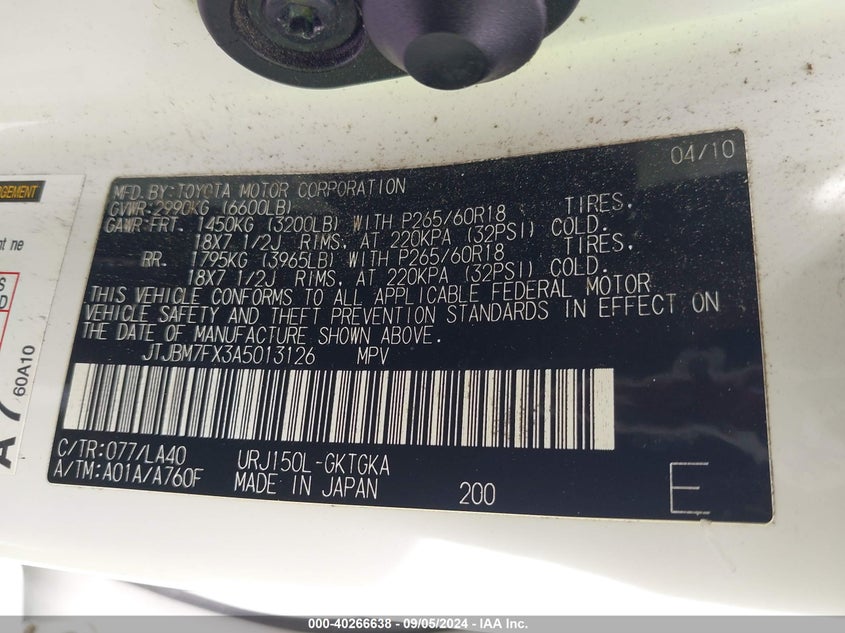 04/10
MFD. BY:TOYOTA MOTOR CORPORATION
GVWR:2990KG (6600LB)
GAWR-FRT. 1450KG (3200LB) WITH P265/60R18 TIRES.
18X7 1/2J RIMS, AT 220KPA (32PSI) COLD.
RR. 1795KG (3965LB) WITH P265/60R18 TIRES.
18X7 1/2J RIMS, AT 220KPA (32PSI) COLD.
THIS VEHICLE CONFORMS TO ALL APPLICABLE FEDERAL MOTOR
VEHICLE SAFETY AND THEFT PREVENTION STANDARDS IN EFFECT ON
THE DATE OF MANUFACTURE SHOWN ABOVE.
JTJBM7FX3A5013126 MPV
C/TR:077/LA40 URJ150L-GKTGKA
A/TM:A01A/A760F MADE IN JAPAN 200 E
/60A10
000-40266638 - 09/05/2024 - IAA Inc.